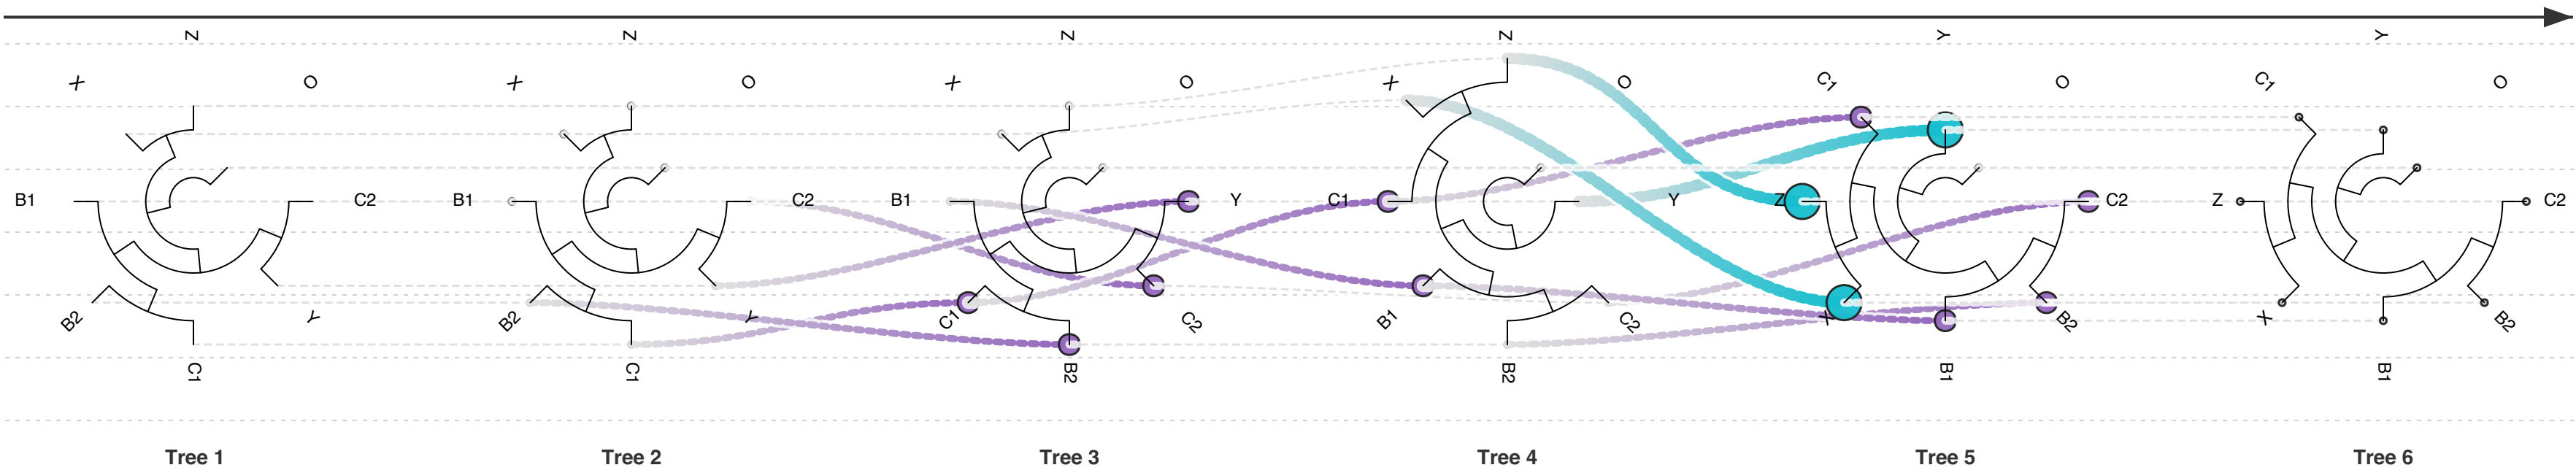 Z Z Z Z Y Y
X O X O X O X O C1 O C1 O
B1 C2 B1 C2 B1 Y C1 Y Z C2 Z C2
B2 Y B2 Y C1 C2 B1 C2 X B2 X B2
C1 C1 B2 B2 B1 B1
Tree 1 Tree 2 Tree 3 Tree 4 Tree 5 Tree 6